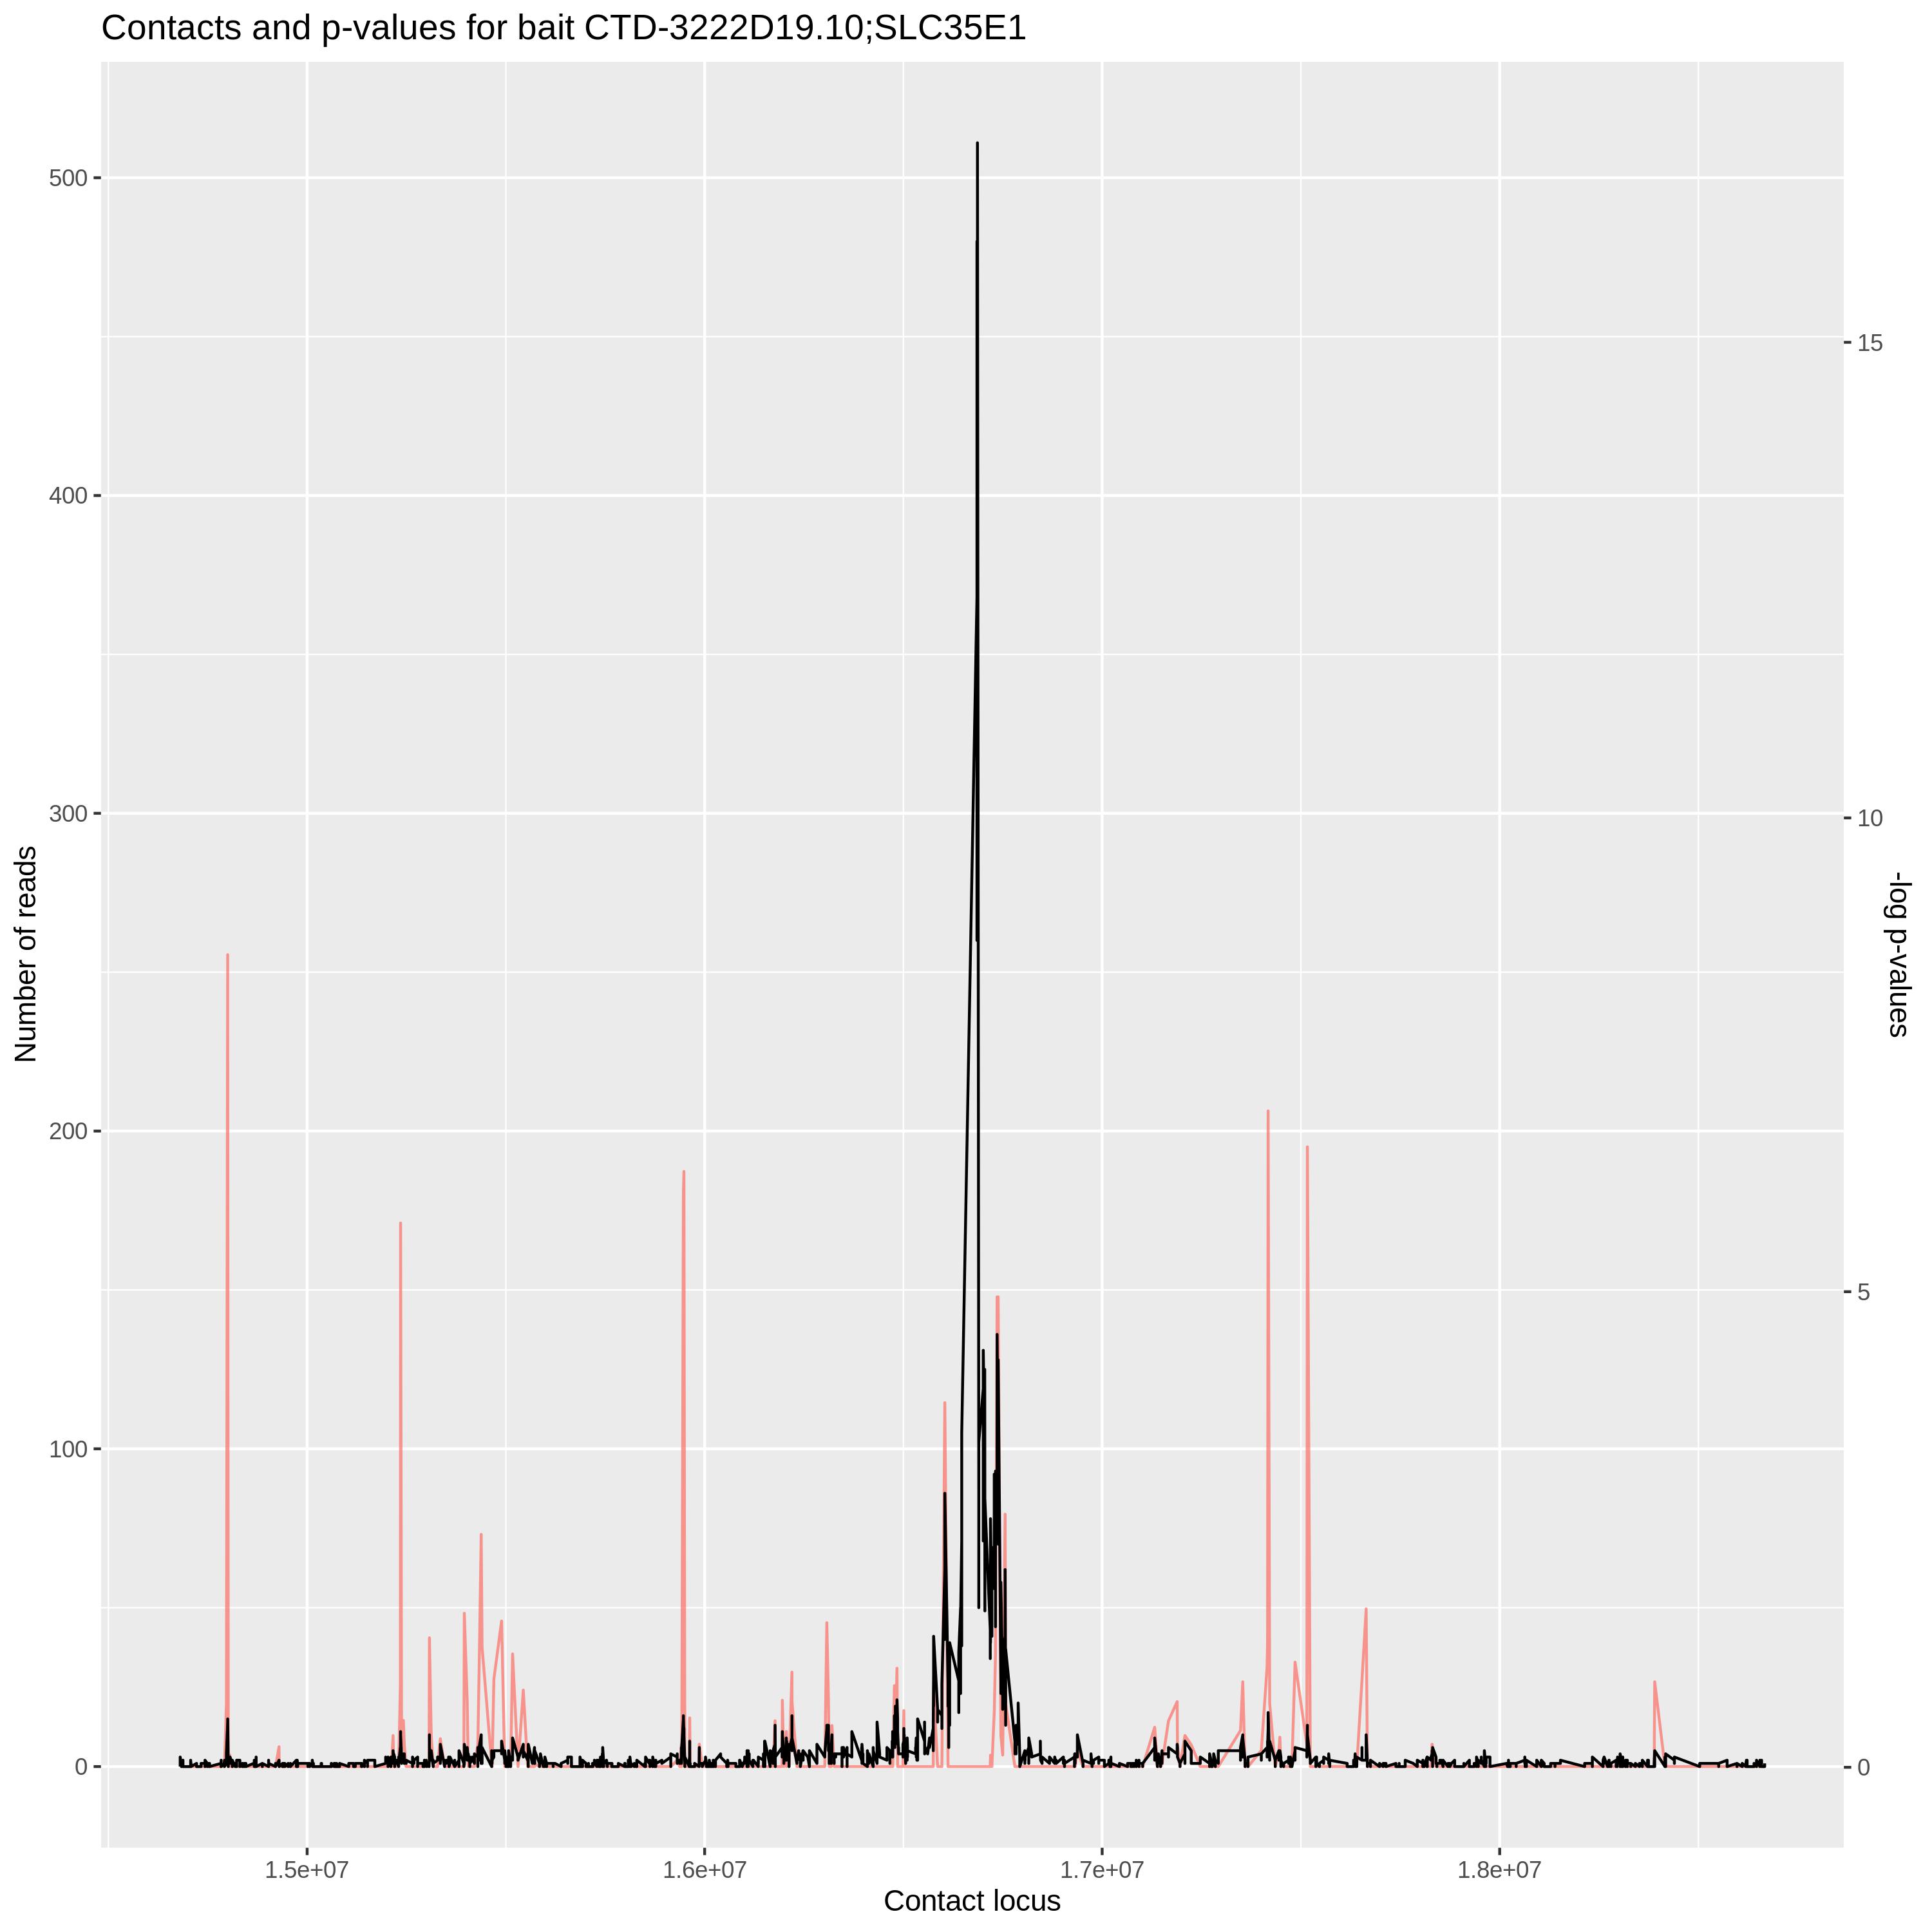 Contacts and p-values for bait CTD-3222D19.10;SLC35E1
500
400
300
200
100
0
Number of reads
15
10
5
0
-log p-values
1.5e+07
1.6e+07
1.7e+07
1.8e+07
Contact locus